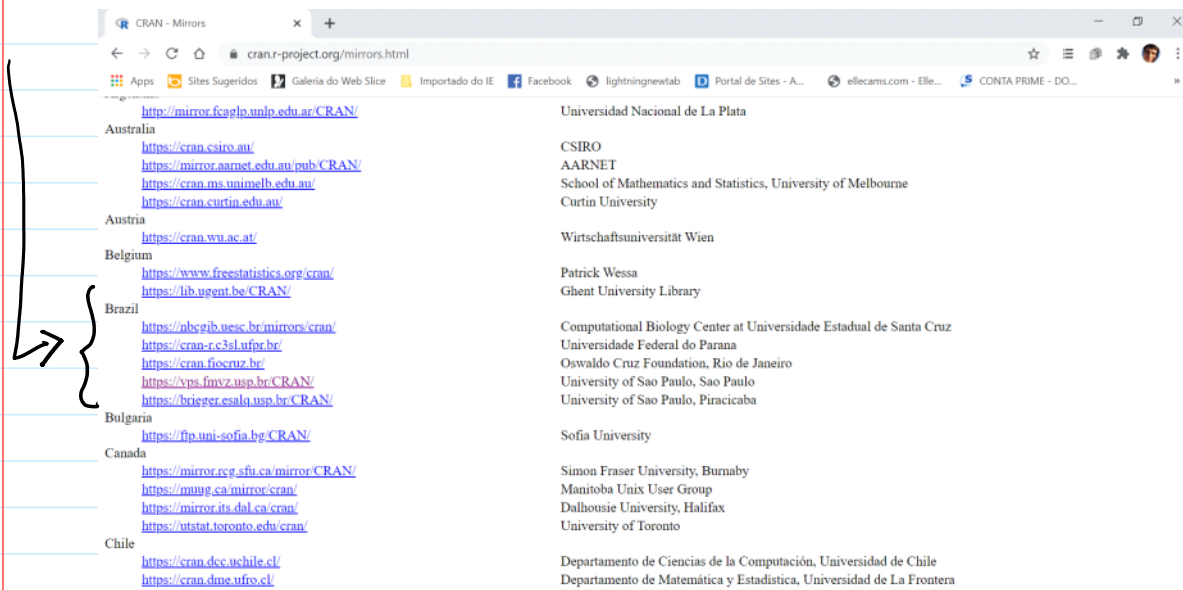 CRAN - Mirrors
cran.r-project.org/mirrors.html
Apps Sites Sugeridos Galeria do Web Slice Importado do IE Facebook lightningnewtab Portal de Sites - A... ellecams.com - Elle... CONTA PRIME - DO... »
http://mirror.fcaglp.unlp.edu.ar/CRAN/ Universidad Nacional de La Plata
Australia
https://cran.csiro.au/ CSIRO
https://mirror.aarnet.edu.au/pub/CRAN/ AARNET
https://cran.ms.unimelb.edu.au/ School of Mathematics and Statistics, University of Melbourne
https://cran.curtin.edu.au/ Curtin University
Austria
https://cran.wu.ac.at/ Wirtschaftsuniversität Wien
Belgium
https://www.freestatistics.org/cran/ Patrick Wessa
https://lib.ugent.be/CRAN/ Ghent University Library
Brazil
https://nbcgib.uesc.br/mirrors/cran/ Computational Biology Center at Universidade Estadual de Santa Cruz
https://cran-r.c3sl.ufpr.br/ Universidade Federal do Parana
https://cran.fiocruz.br/ Oswaldo Cruz Foundation, Rio de Janeiro
https://vps.fmvz.usp.br/CRAN/ University of Sao Paulo, Sao Paulo
https://brieger.esalq.usp.br/CRAN/ University of Sao Paulo, Piracicaba
Bulgaria
https://ftp.uni-sofia.bg/CRAN/ Sofia University
Canada
https://mirror.rcg.sfu.ca/mirror/CRAN/ Simon Fraser University, Burnaby
https://muug.ca/mirror/cran/ Manitoba Unix User Group
https://mirror.its.dal.ca/cran/ Dalhousie University, Halifax
https://utstat.toronto.edu/cran/ University of Toronto
Chile
https://cran.dcc.uchile.cl/ Departamento de Ciencias de la Computación, Universidad de Chile
https://cran.dme.ufro.cl/ Departamento de Matemática y Estadística, Universidad de La Frontera